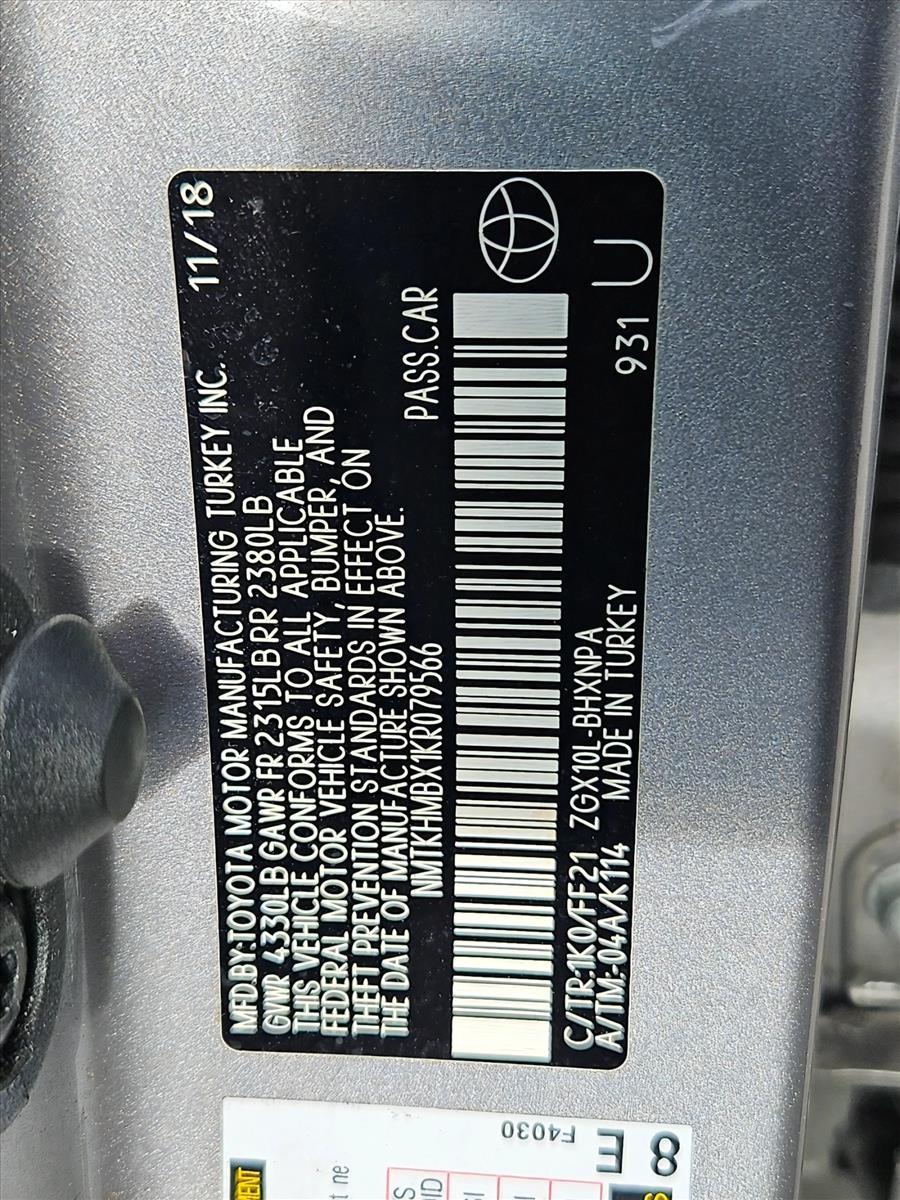 MFD.BY:TOYOTA MOTOR MANUFACTURING TURKEY INC. 11/18
GVWR 4330LB GAWR FR 2315LB RR 2380LB
THIS VEHICLE CONFORMS TO ALL APPLICABLE
FEDERAL MOTOR VEHICLE SAFETY, BUMPER, AND
THEFT PREVENTION STANDARDS IN EFFECT ON
THE DATE OF MANUFACTURE SHOWN ABOVE.
NMTKHMBX1KR079566 PASS.CAR
C/TR:1K0/FF21 ZGX10L-BHXNPA
A/TM:-04A/K114 MADE IN TURKEY 931 U
F4030
8E